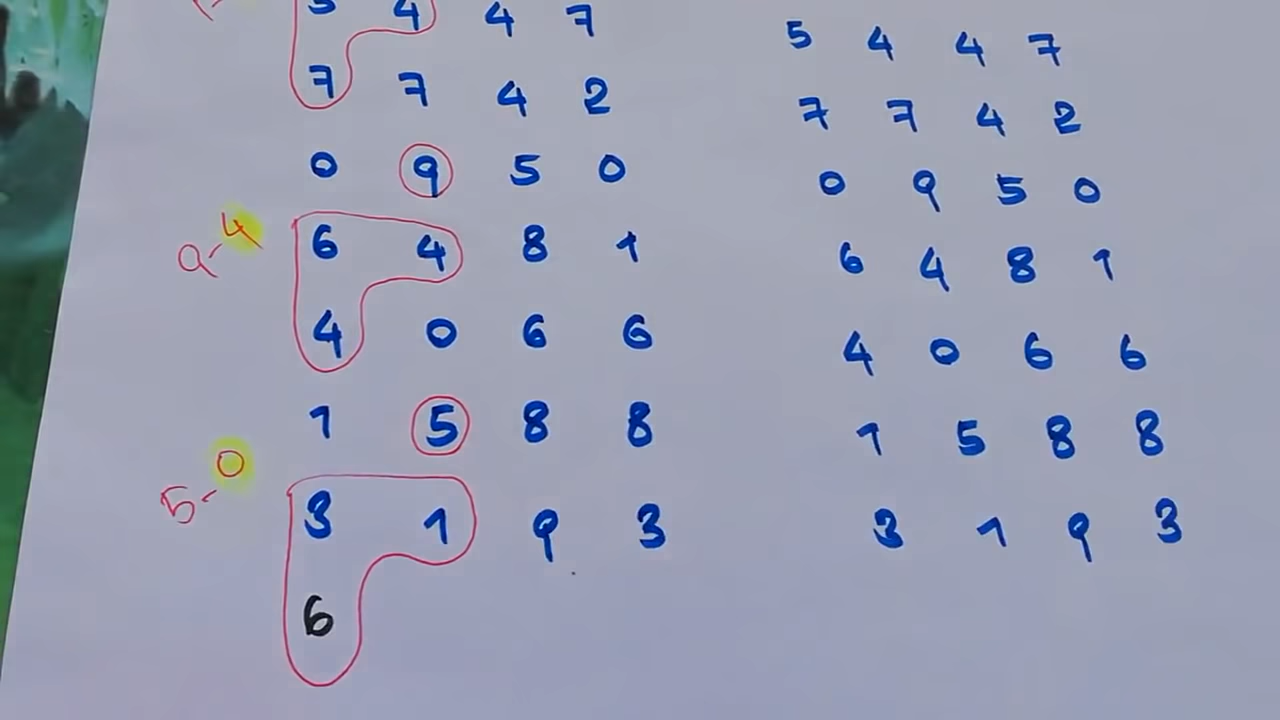 5 4 4 7 5 4 4 7
7 7 4 2 7 7 4 2
0 9 5 0 0 9 5 0
9-4 6 4 8 1 6 4 8 1
4 0 6 6 4 0 6 6
1 5 8 8 1 5 8 8
5-0 3 1 9 3 3 1 9 3
6